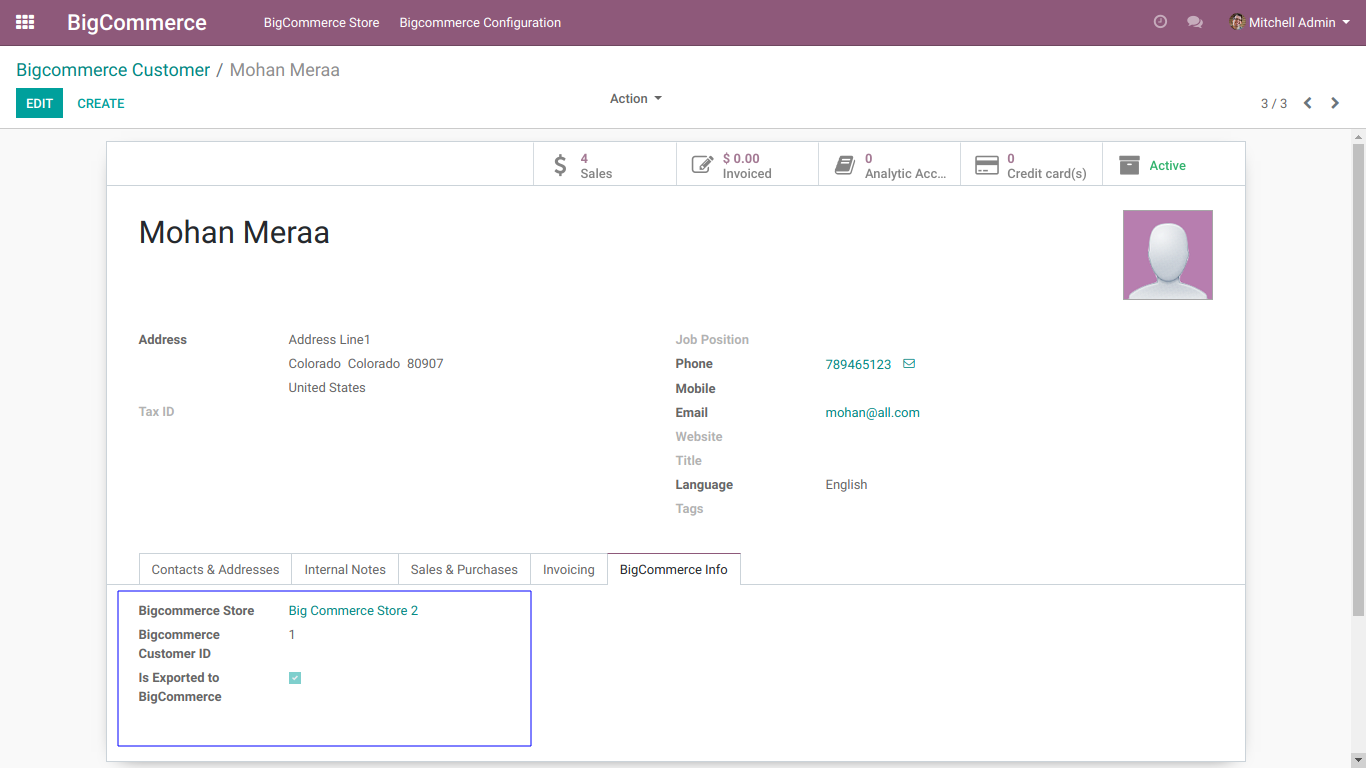 BigCommerce BigCommerce Store Bigcommerce Configuration Mitchell Admin
Bigcommerce Customer / Mohan Meraa
EDIT CREATE Action 3 / 3
4 Sales
$ 0.00 Invoiced
0 Analytic Acc...
0 Credit card(s)
Active
Mohan Meraa
Address Address Line1
Colorado Colorado 80907
United States
Tax ID
Job Position
Phone 789465123
Mobile
Email mohan@all.com
Website
Title
Language English
Tags
Contacts & Addresses Internal Notes Sales & Purchases Invoicing BigCommerce Info
Bigcommerce Store Big Commerce Store 2
Bigcommerce 1
Customer ID
Is Exported to
BigCommerce